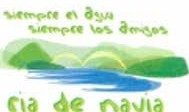 siempre el agua
siempre los amigos
ria de navia